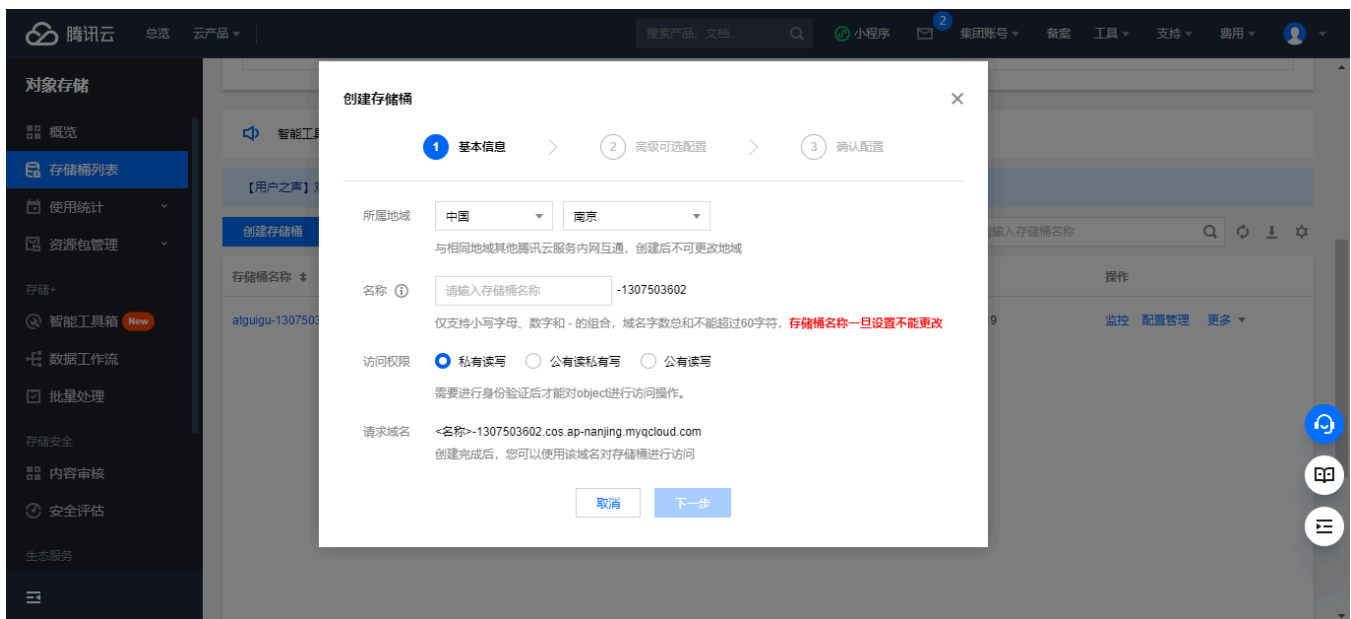 腾讯云 总览 云产品 搜索产品、文档... 小程序 2 集团账号 备案 工具 支持 费用
对象存储
概览
存储桶列表
使用统计
资源包管理
存储+
智能工具箱 New
数据工作流
批量处理
存储安全
内容审核
安全评估
生态服务
智能工具
【用户之声】
创建存储桶
输入存储桶名称
存储桶名称
操作
atguigu-1307503
9
监控 配置管理 更多
创建存储桶
1 基本信息 2 高级可选配置 3 确认配置
所属地域 中国 南京
与相同地域其他腾讯云服务内网互通，创建后不可更改地域
名称 请输入存储桶名称 -1307503602
仅支持小写字母、数字和 - 的组合，域名字数总和不能超过60字符，存储桶名称一旦设置不能更改
访问权限 私有读写 公有读私有写 公有读写
需要进行身份验证后才能对object进行访问操作。
请求域名 <名称>-1307503602.cos.ap-nanjing.myqcloud.com
创建完成后，您可以使用该域名对存储桶进行访问
取消 下一步